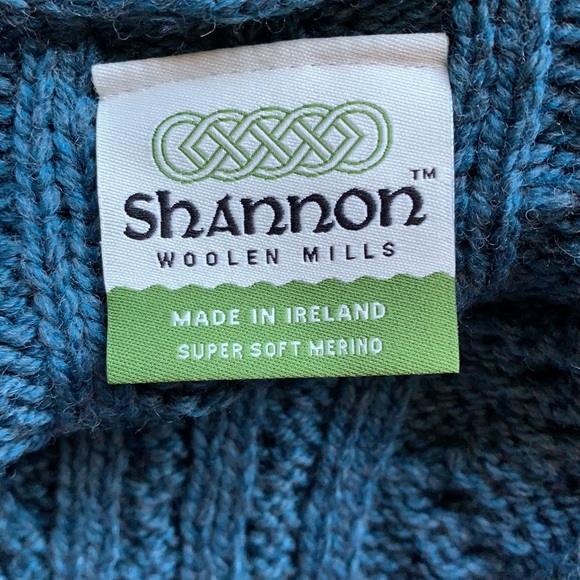 Shannon™
WOOLEN MILLS
MADE IN IRELAND
SUPER SOFT MERINO